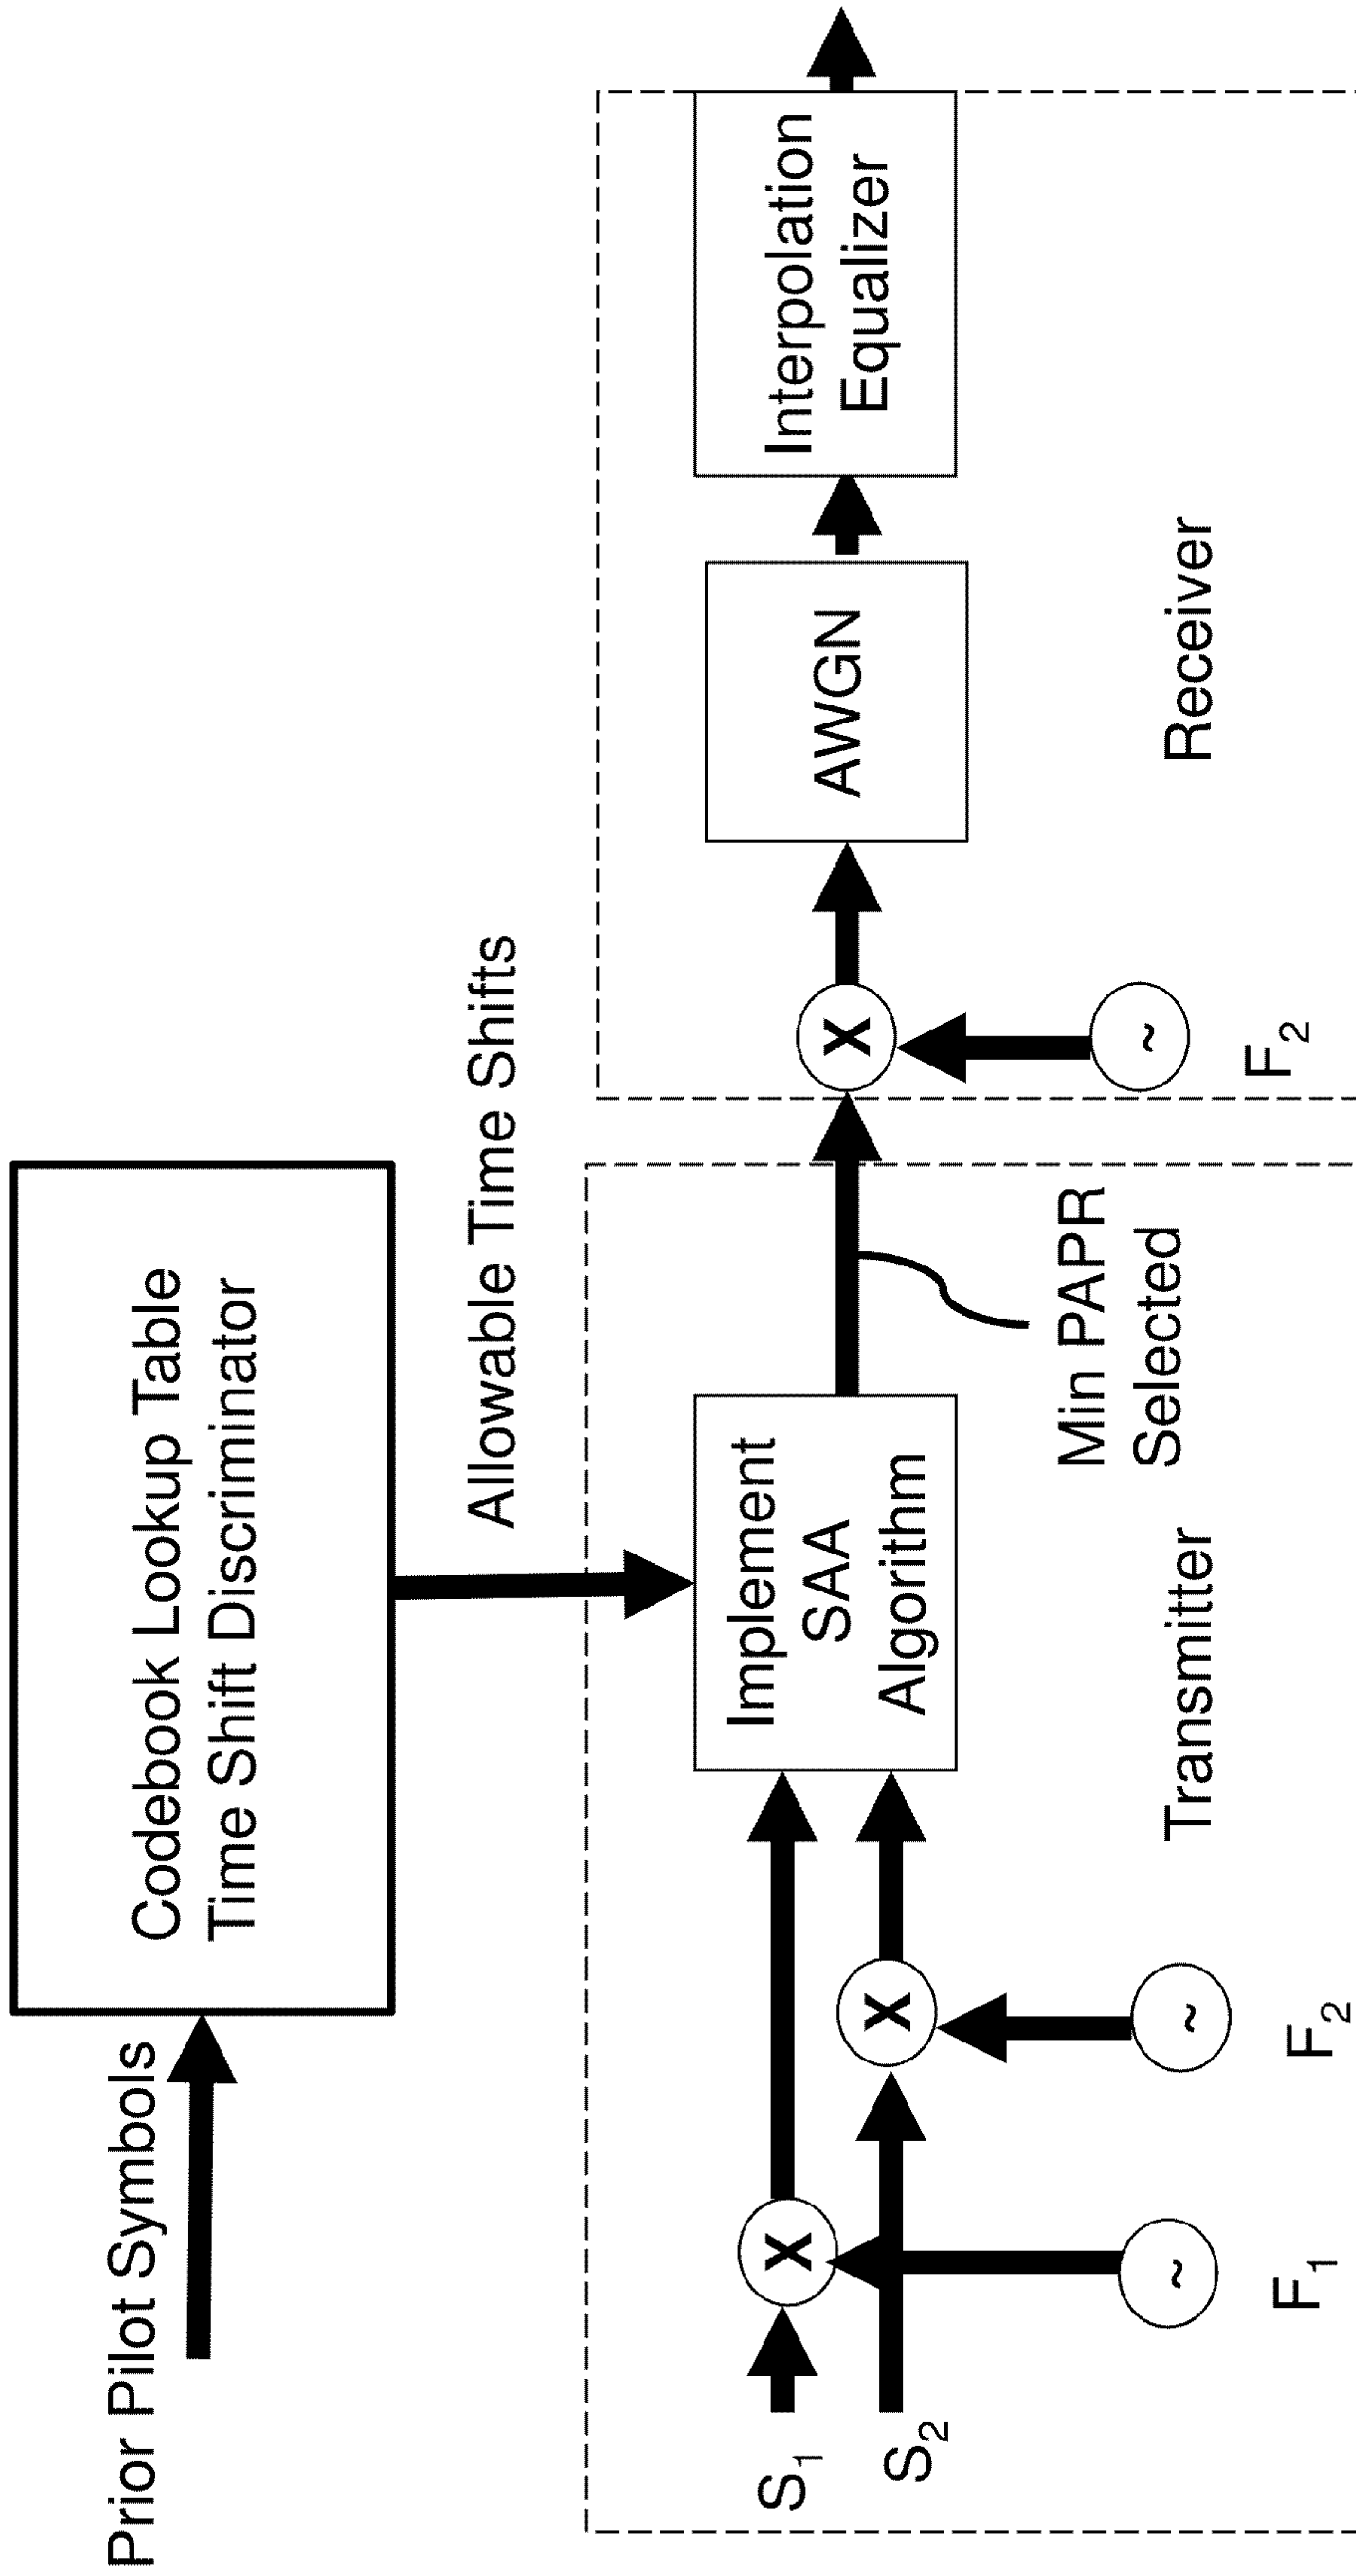 Prior Pilot Symbols
Codebook Lookup Table
Time Shift Discriminator
Allowable Time Shifts
S1
S2
X
X
~
F1
~
F2
Implement
SAA
Algorithm
Min PAPR
Selected
Transmitter
X
~
F2
AWGN
Interpolation
Equalizer
Receiver